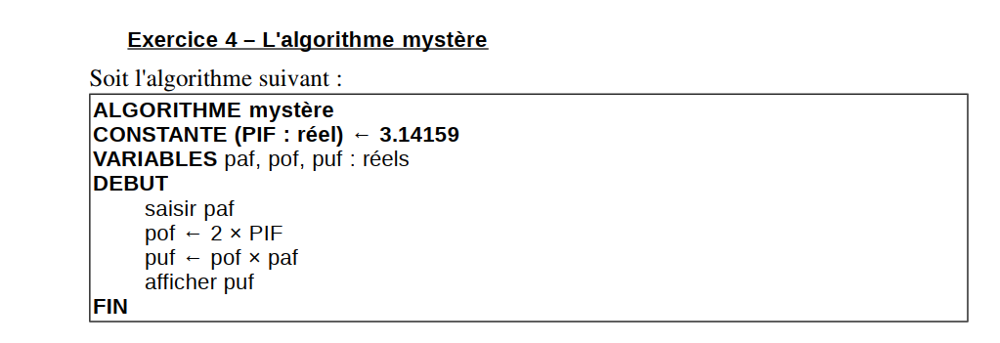 Exercice 4 – L'algorithme mystère
Soit l'algorithme suivant :
ALGORITHME mystère
CONSTANTE (PIF : réel) ← 3.14159
VARIABLES paf, pof, puf : réels
DEBUT
saisir paf
pof ← 2 × PIF
puf ← pof × paf
afficher puf
FIN